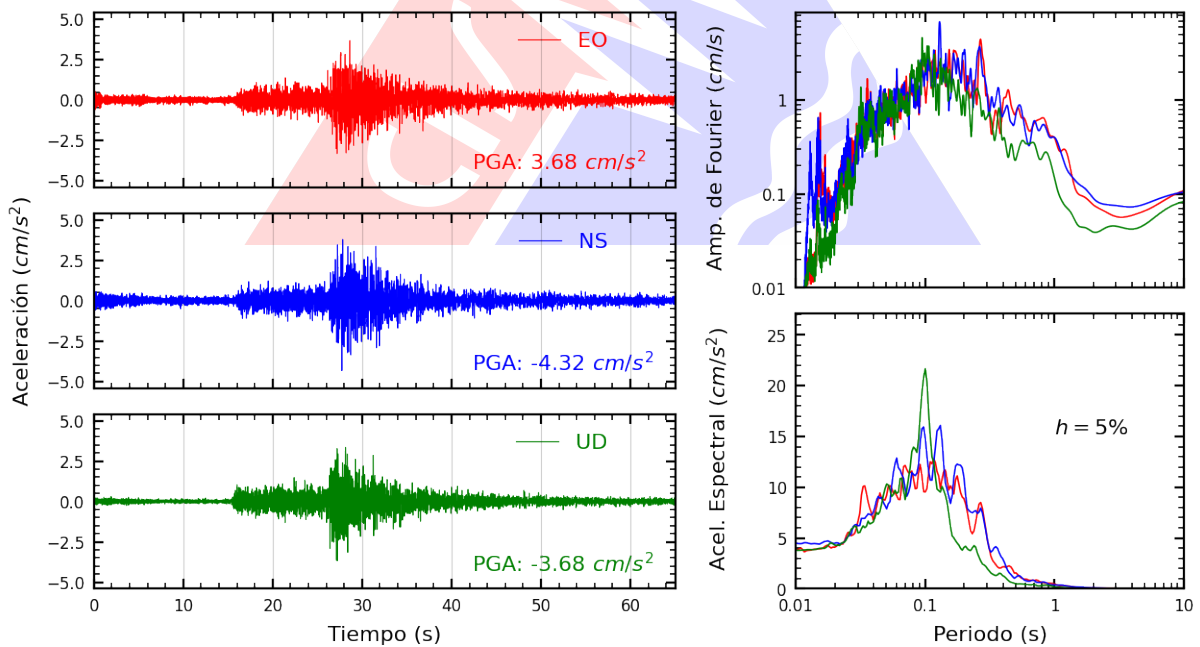 Aceleración (cm/s²)
5.0
2.5
0.0
−2.5
−5.0
EO
PGA: 3.68 cm/s²
5.0
2.5
0.0
−2.5
−5.0
NS
PGA: -4.32 cm/s²
5.0
2.5
0.0
−2.5
−5.0
UD
PGA: -3.68 cm/s²
0 10 20 30 40 50 60
Tiempo (s)
Amp. de Fourier (cm/s)
1
0.1
0.01
Acel. Espectral (cm/s²)
25
20
15
10
5
0
h = 5%
0.01 0.1 1 10
Periodo (s)